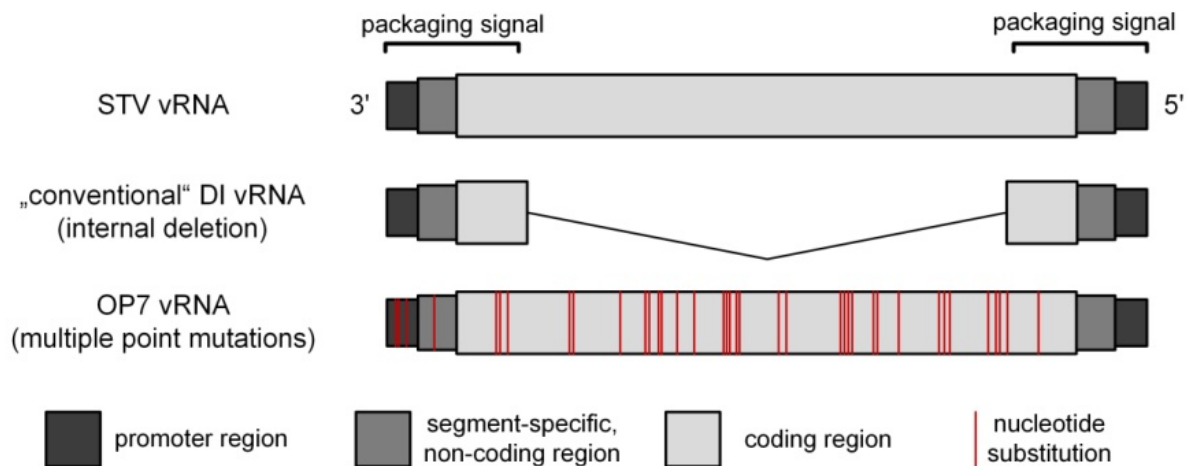 packaging signal packaging signal
STV vRNA 3' 5'
„conventional“ DI vRNA
(internal deletion)
OP7 vRNA
(multiple point mutations)
promoter region
segment-specific,
non-coding region
coding region
nucleotide
substitution